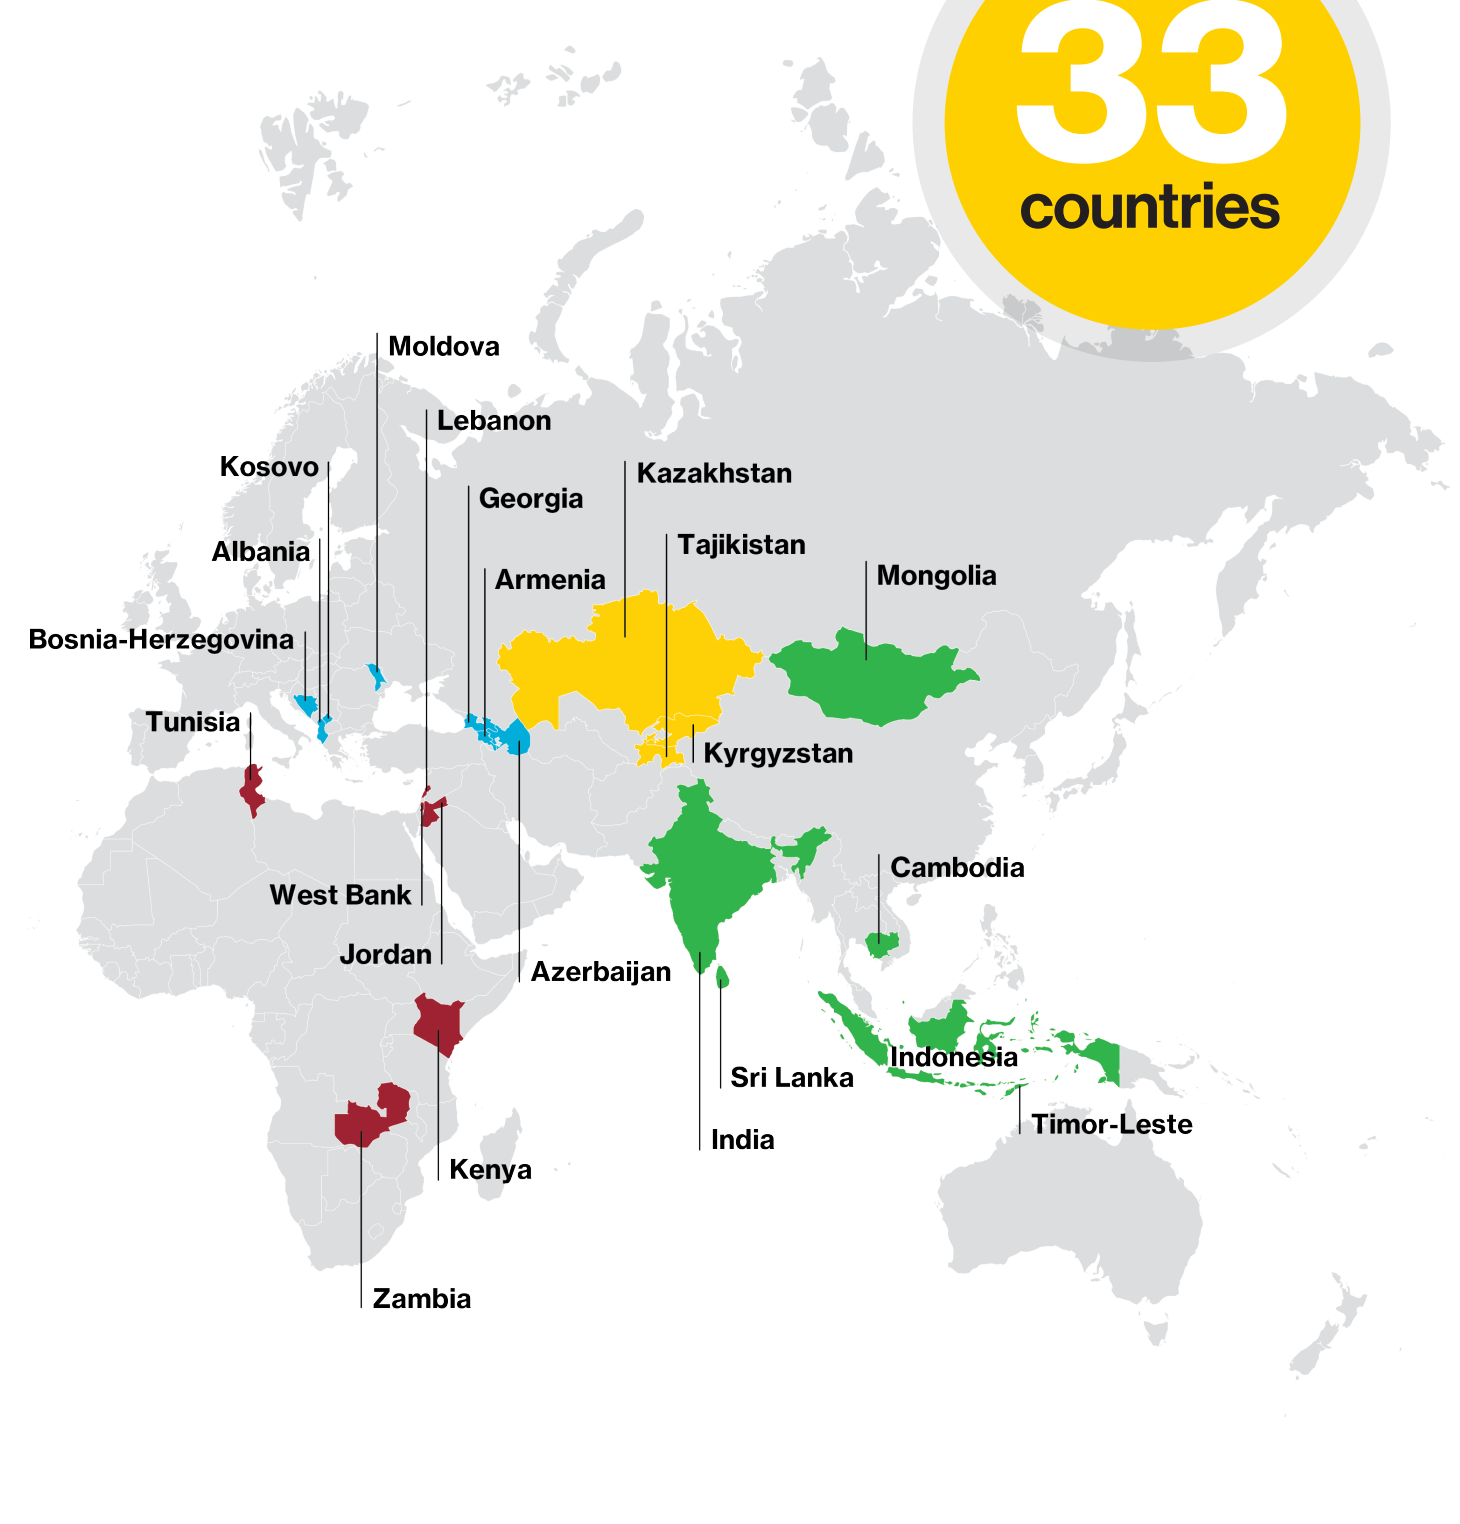 33
countries
Moldova
Lebanon
Kosovo
Kazakhstan
Georgia
Tajikistan
Albania
Mongolia
Armenia
Bosnia-Herzegovina
Tunisia
Kyrgyzstan
Cambodia
West Bank
Jordan
Azerbaijan
Indonesia
Sri Lanka
Timor-Leste
India
Kenya
Zambia